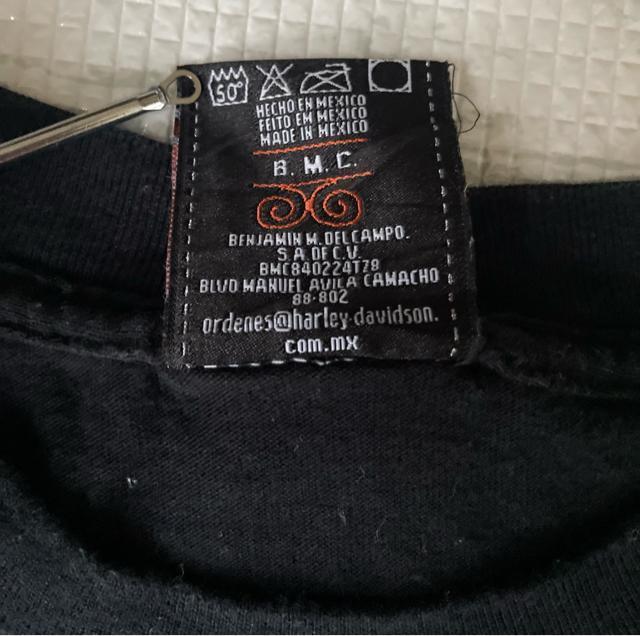 50°
HECHO EN MEXICO
FEITO EM MEXICO
MADE IN MEXICO
B. M. C.
BENJAMIN M. DEL CAMPO.
S.A. DE C.V.
BMC840224TZ8
BLVD MANUEL AVILA CAMACHO
88-802
ordenes@harley-davidson.
com.mx